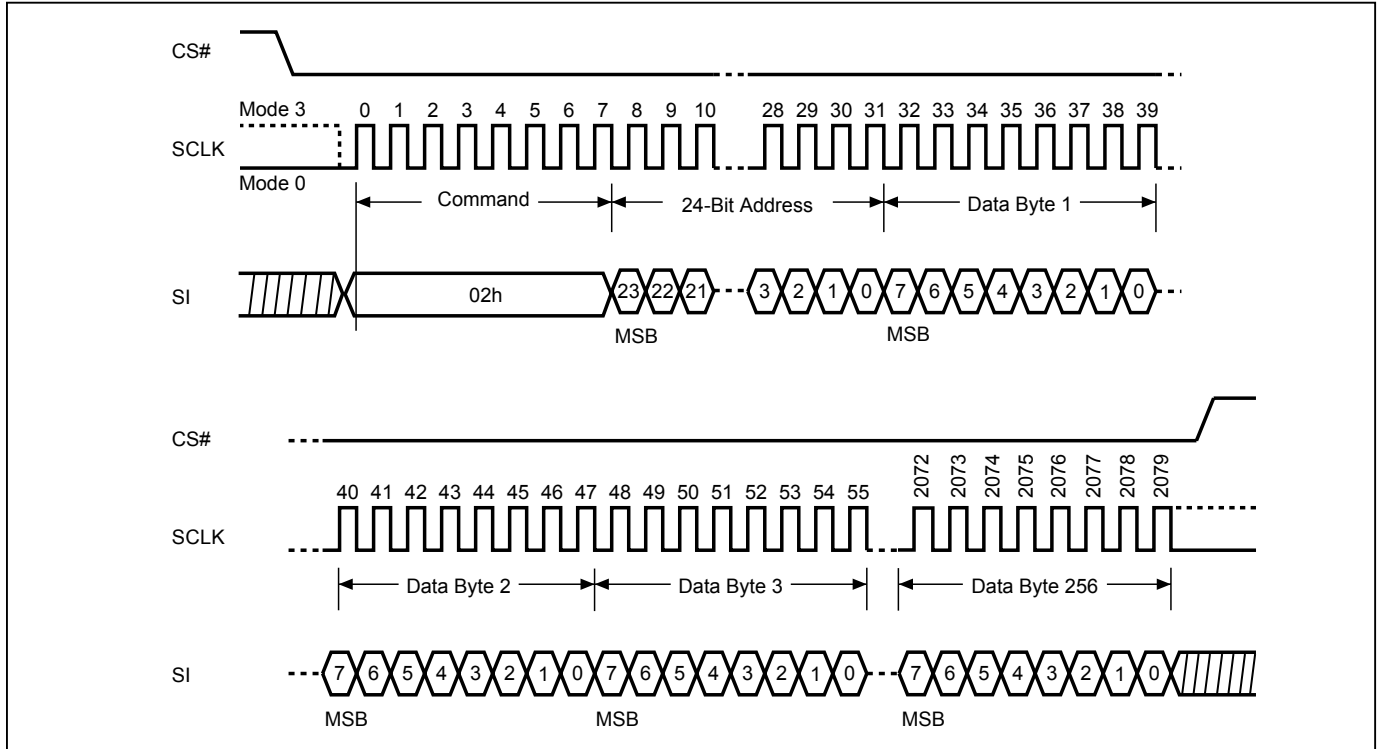 CS#
Mode 3
0 1 2 3 4 5 6 7 8 9 10 28 29 30 31 32 33 34 35 36 37 38 39
SCLK
Mode 0
Command 24-Bit Address Data Byte 1
SI 02h 23 22 21 3 2 1 0 7 6 5 4 3 2 1 0
MSB MSB
CS#
40 41 42 43 44 45 46 47 48 49 50 51 52 53 54 55 2072 2073 2074 2075 2076 2077 2078 2079
SCLK
Data Byte 2 Data Byte 3 Data Byte 256
SI 7 6 5 4 3 2 1 0 7 6 5 4 3 2 1 0 7 6 5 4 3 2 1 0
MSB MSB MSB